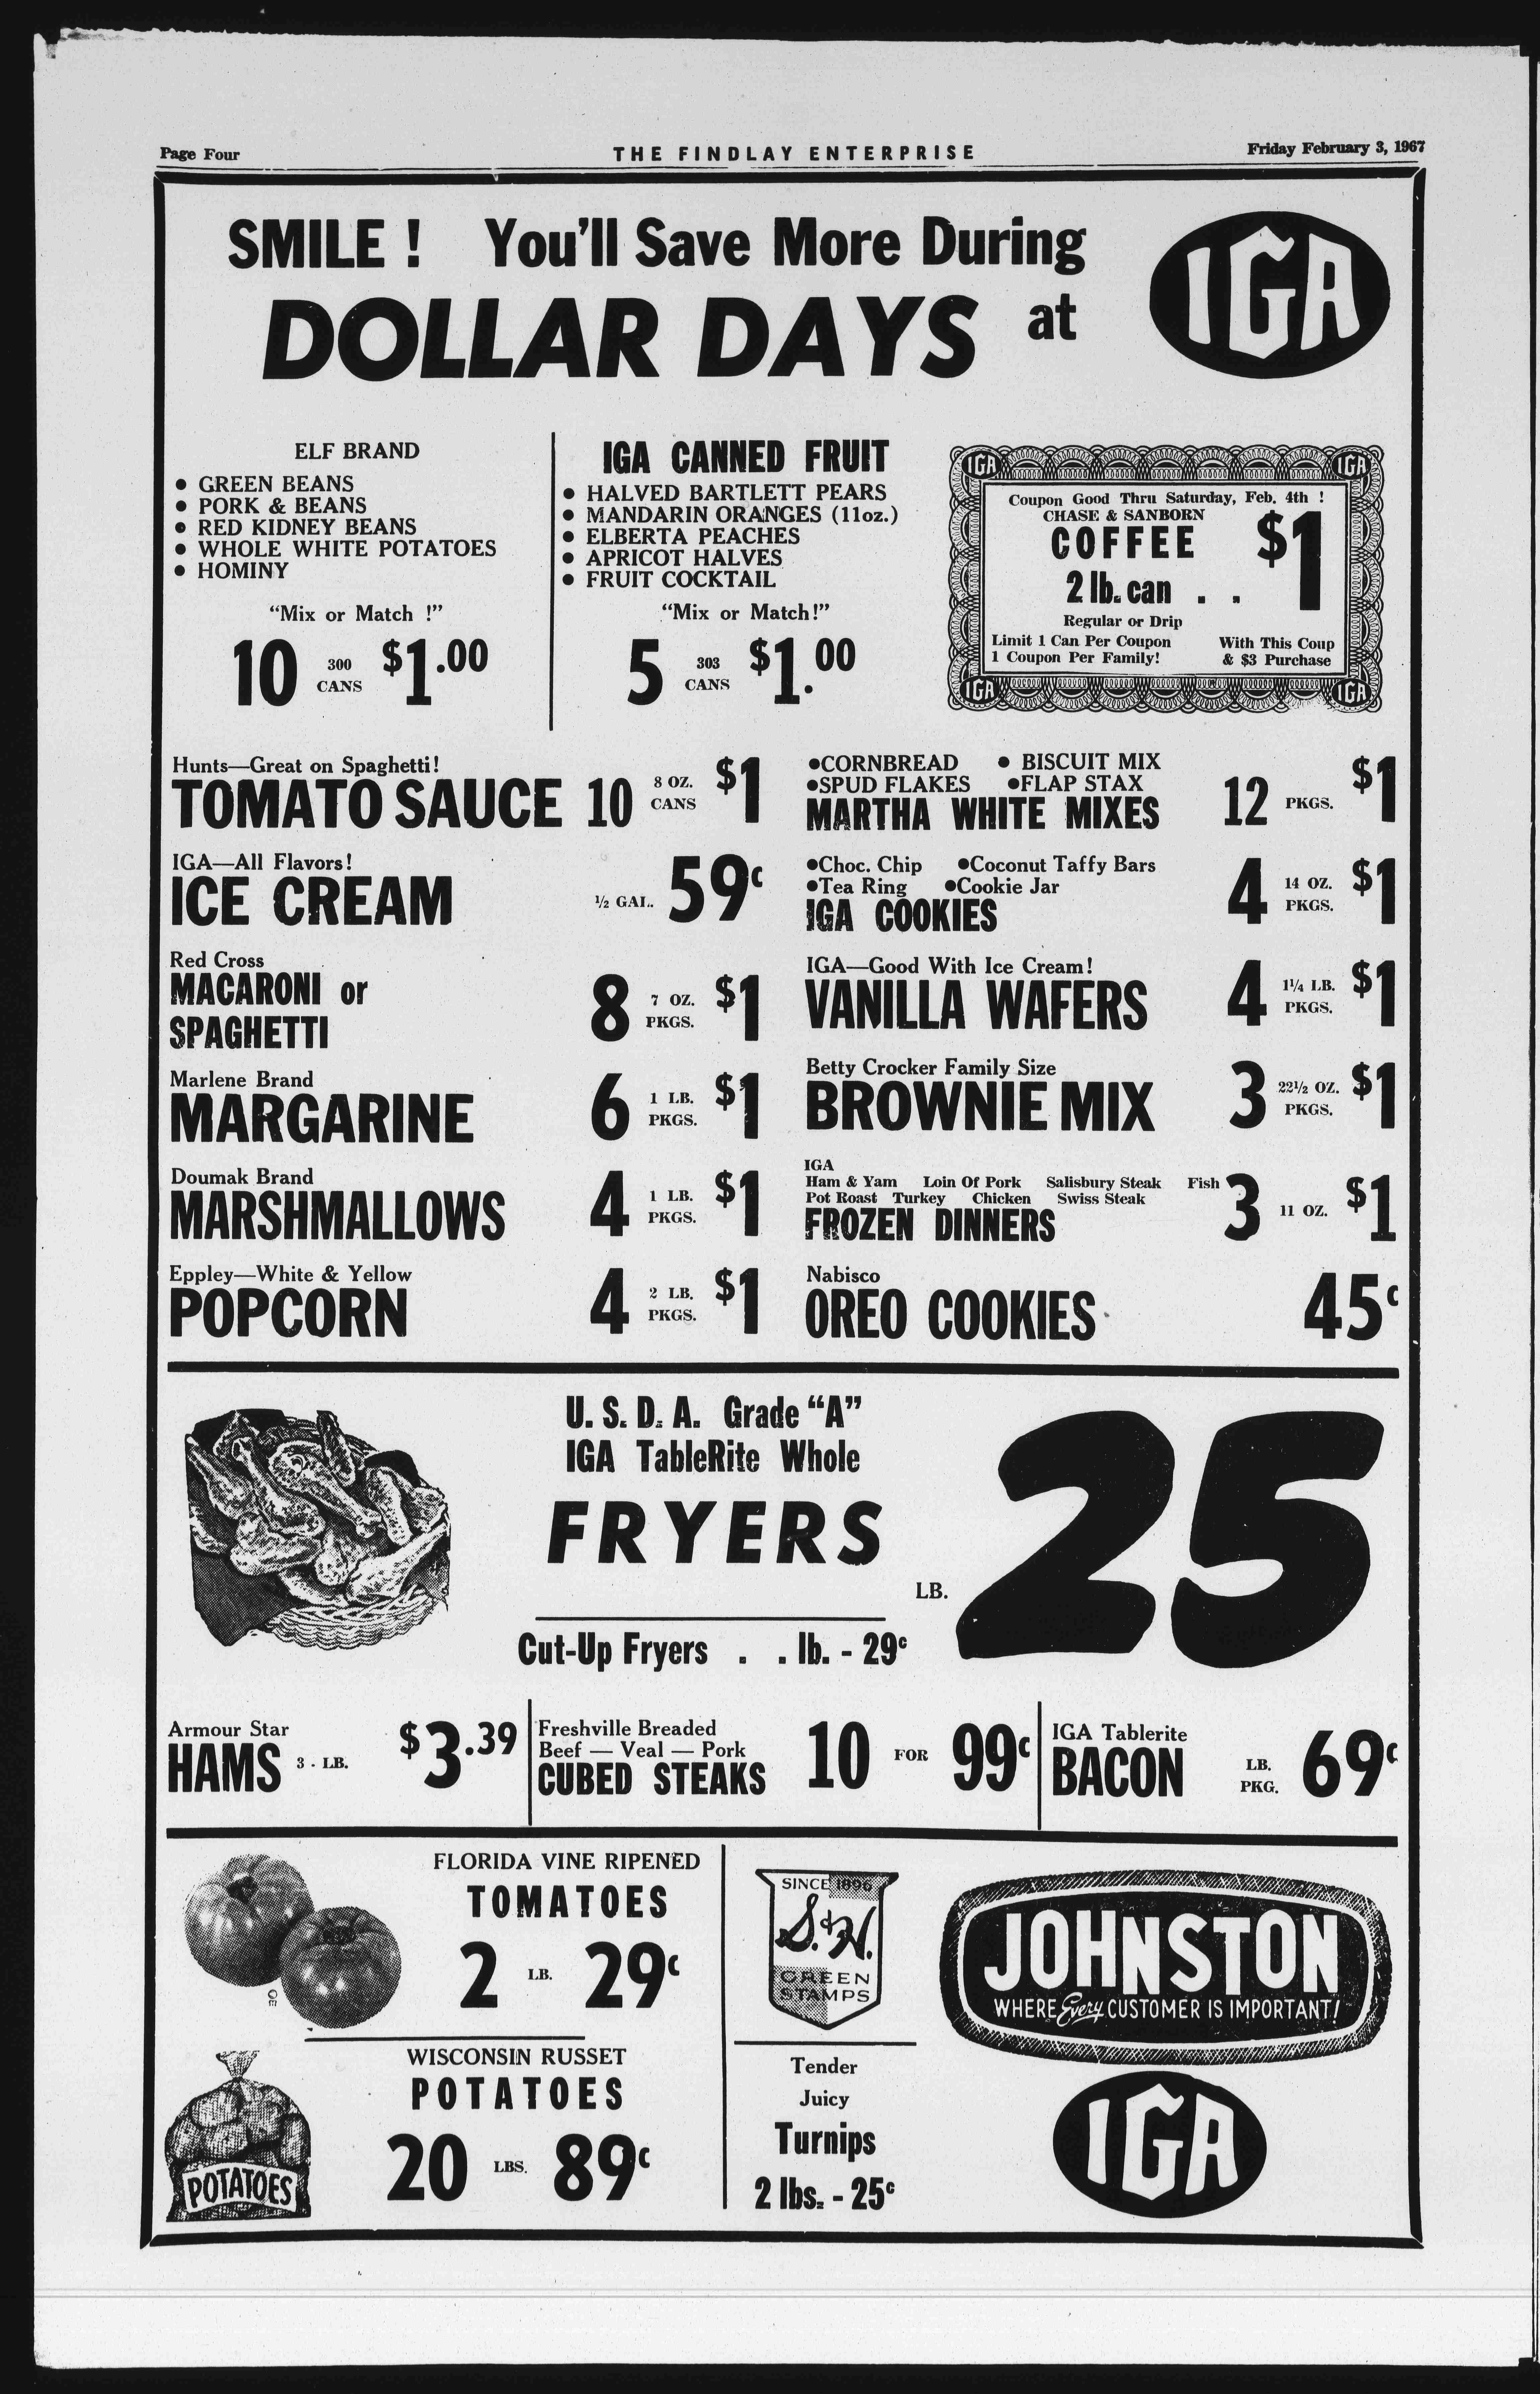 Page Four
THE FINDLAY ENTERPRISE
Friday February 3, 1967
SMILE ! You'll Save More During
DOLLAR DAYS at
IGA
ELF BRAND
• GREEN BEANS
• PORK & BEANS
• RED KIDNEY BEANS
• WHOLE WHITE POTATOES
• HOMINY
"Mix or Match !"
10 300 CANS $1.00
IGA CANNED FRUIT
• HALVED BARTLETT PEARS
• MANDARIN ORANGES (11oz.)
• ELBERTA PEACHES
• APRICOT HALVES
• FRUIT COCKTAIL
"Mix or Match!"
5 303 CANS $1.00
IGA IGA
Coupon Good Thru Saturday, Feb. 4th !
CHASE & SANBORN
COFFEE $1
2 lb. can . .
Regular or Drip
Limit 1 Can Per Coupon With This Coup
1 Coupon Per Family! & $3 Purchase
IGA IGA
Hunts—Great on Spaghetti!
TOMATO SAUCE 10 8 OZ. CANS $1
IGA—All Flavors!
ICE CREAM ½ GAL. 59c
Red Cross
MACARONI or
SPAGHETTI 8 7 OZ. PKGS. $1
Marlene Brand
MARGARINE 6 1 LB. PKGS. $1
Doumak Brand
MARSHMALLOWS 4 1 LB. PKGS. $1
Eppley—White & Yellow
POPCORN 4 2 LB. PKGS. $1
•CORNBREAD • BISCUIT MIX
•SPUD FLAKES •FLAP STAX
MARTHA WHITE MIXES 12 PKGS. $1
•Choc. Chip •Coconut Taffy Bars
•Tea Ring •Cookie Jar
IGA COOKIES 4 14 OZ. PKGS. $1
IGA—Good With Ice Cream!
VANILLA WAFERS 4 1¼ LB. PKGS. $1
Betty Crocker Family Size
BROWNIE MIX 3 22½ OZ. PKGS. $1
IGA
Ham & Yam Loin Of Pork Salisbury Steak Fish
Pot Roast Turkey Chicken Swiss Steak
FROZEN DINNERS 3 11 OZ. $1
Nabisco
OREO COOKIES 45c
U. S. D. A. Grade "A"
IGA TableRite Whole
FRYERS
LB. 25
Cut-Up Fryers . . lb. - 29c
Armour Star
HAMS 3 - LB. $3.39
Freshville Breaded
Beef — Veal — Pork
CUBED STEAKS 10 FOR 99c
IGA Tablerite
BACON LB. PKG. 69c
FLORIDA VINE RIPENED
TOMATOES
2 LB. 29c
WISCONSIN RUSSET
POTATOES
20 LBS. 89c
POTATOES
SINCE 1896
S.&H.
GREEN
STAMPS
Tender
Juicy
Turnips
2 lbs. - 25c
JOHNSTON
WHERE Every CUSTOMER IS IMPORTANT!
IGA